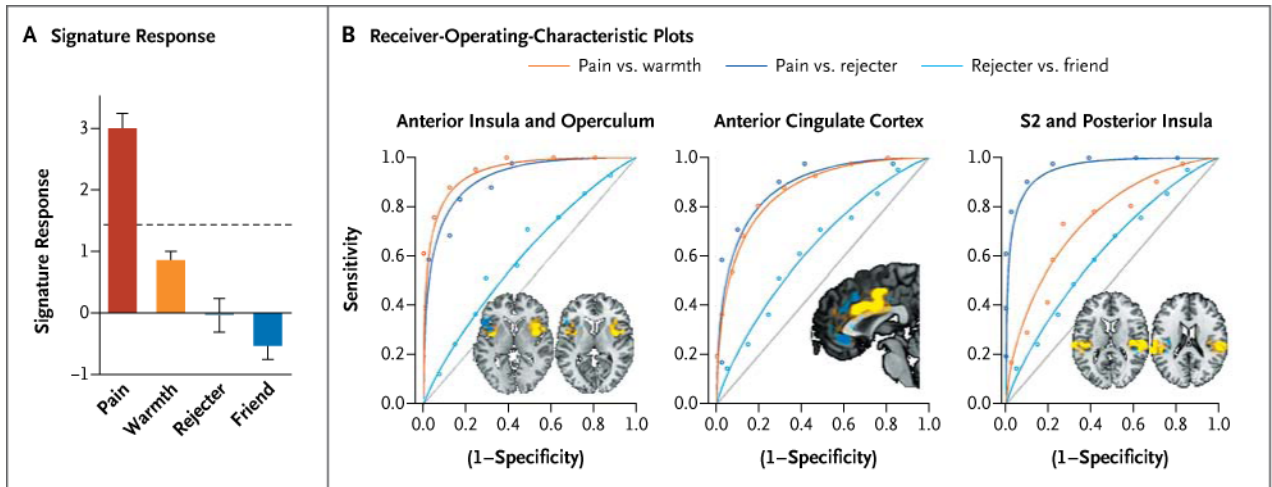 A Signature Response
Signature Response
3
2
1
0
–1
Pain
Warmth
Rejecter
Friend
B Receiver-Operating-Characteristic Plots
Pain vs. warmth
Pain vs. rejecter
Rejecter vs. friend
Anterior Insula and Operculum
Sensitivity
1.0
0.8
0.6
0.4
0.2
0.0
0.0 0.2 0.4 0.6 0.8 1.0
(1–Specificity)
Anterior Cingulate Cortex
1.0
0.8
0.6
0.4
0.2
0.0
0.0 0.2 0.4 0.6 0.8 1.0
(1–Specificity)
S2 and Posterior Insula
1.0
0.8
0.6
0.4
0.2
0.0
0.0 0.2 0.4 0.6 0.8 1.0
(1–Specificity)